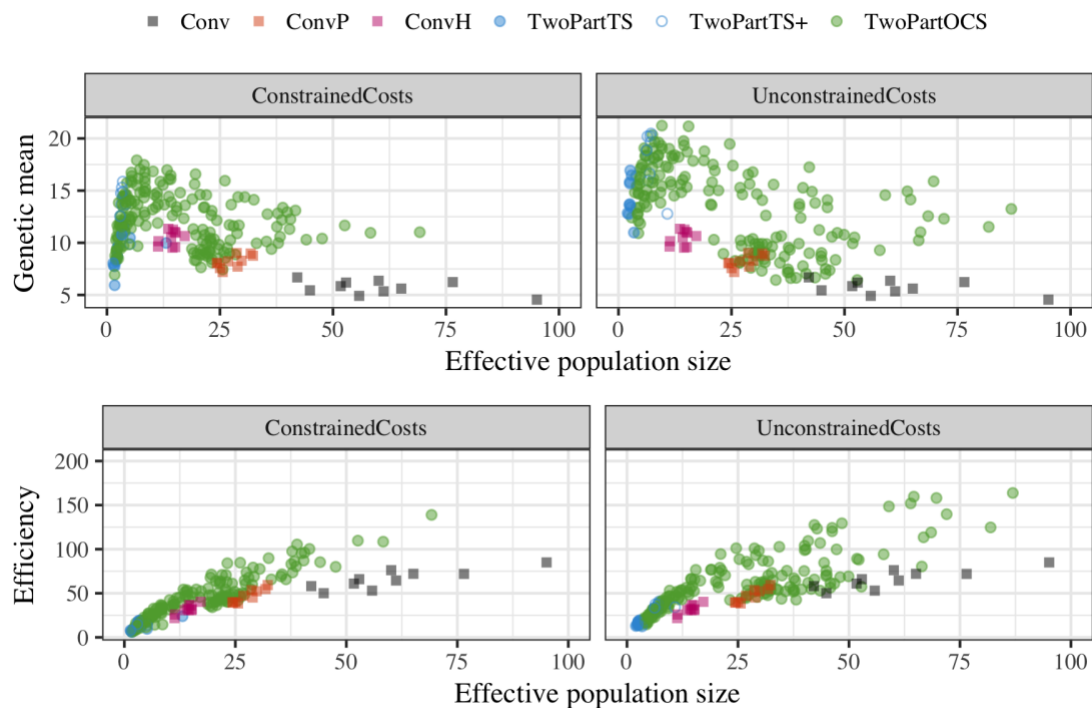 Conv ConvP ConvH TwoPartTS TwoPartTS+ TwoPartOCS
ConstrainedCosts UnconstrainedCosts
Genetic mean
20
15
10
5
0 25 50 75 100 0 25 50 75 100
Effective population size
ConstrainedCosts UnconstrainedCosts
Efficiency
200
150
100
50
0
0 25 50 75 100 0 25 50 75 100
Effective population size